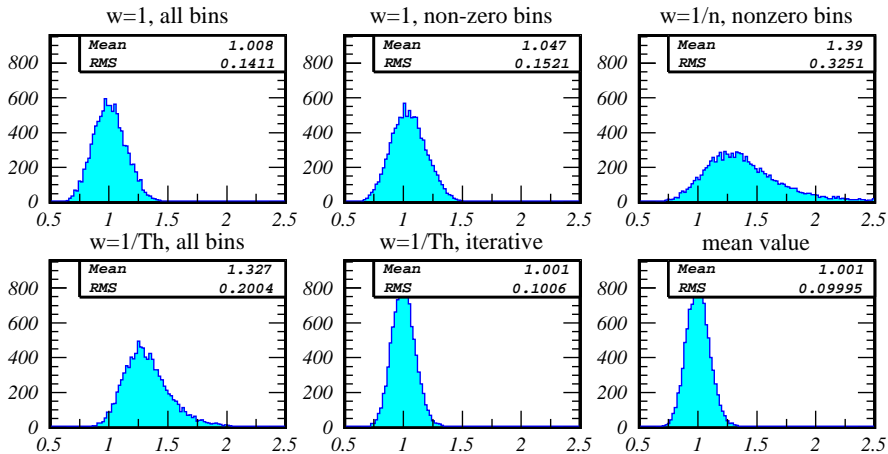 w=1, all bins
w=1, non-zero bins
w=1/n, nonzero bins
Mean 1.008
RMS 0.1411
Mean 1.047
RMS 0.1521
Mean 1.39
RMS 0.3251
800
600
400
200
0
0.5 1 1.5 2 2.5
800
600
400
200
0
0.5 1 1.5 2 2.5
800
600
400
200
0
0.5 1 1.5 2 2.5
w=1/Th, all bins
w=1/Th, iterative
mean value
Mean 1.327
RMS 0.2004
Mean 1.001
RMS 0.1006
Mean 1.001
RMS 0.09995
800
600
400
200
0
0.5 1 1.5 2 2.5
800
600
400
200
0
0.5 1 1.5 2 2.5
800
600
400
200
0
0.5 1 1.5 2 2.5